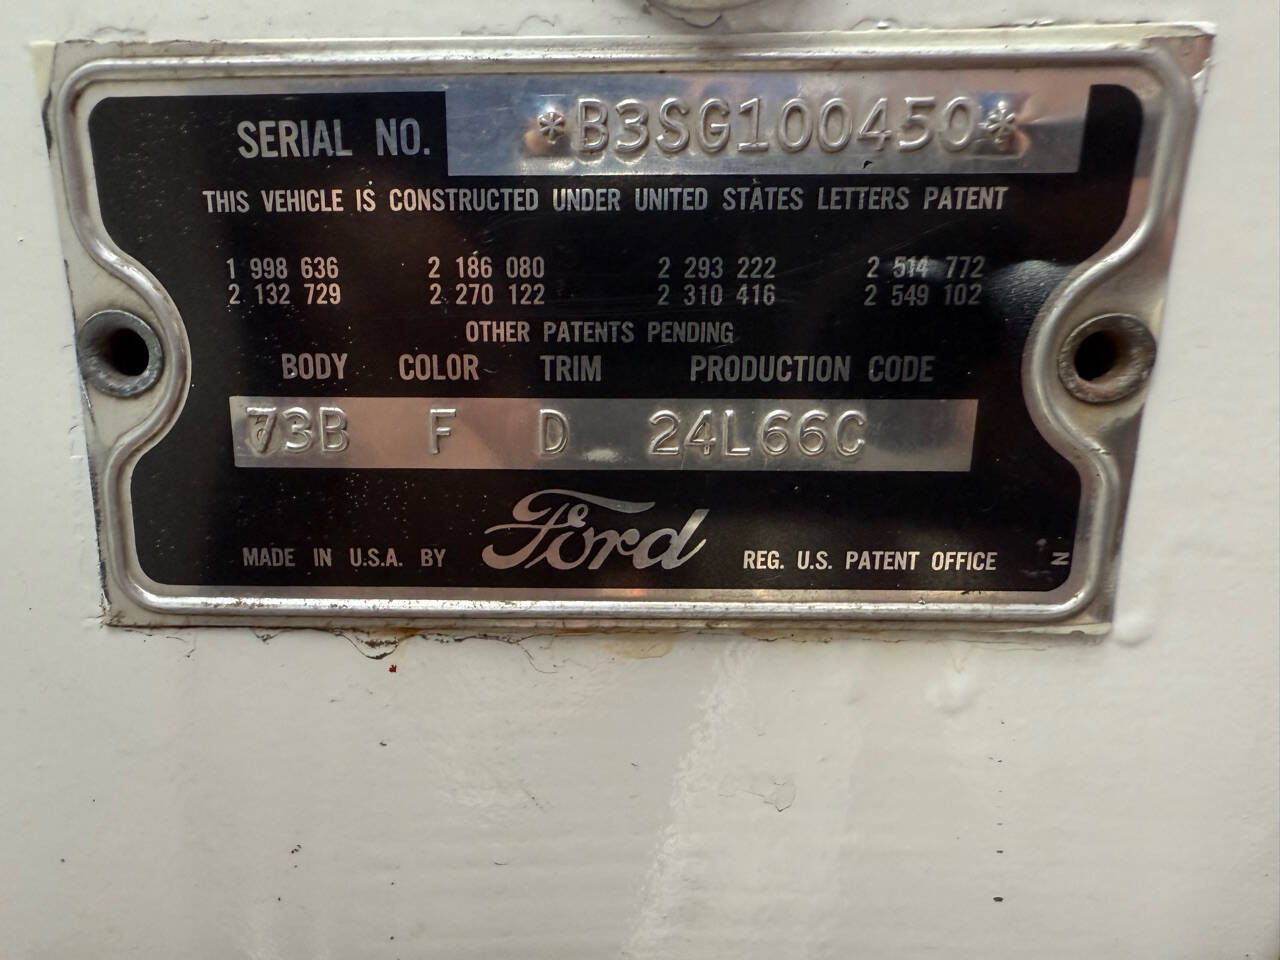 SERIAL NO. *B3SG100450*
THIS VEHICLE IS CONSTRUCTED UNDER UNITED STATES LETTERS PATENT
1 998 636 2 186 080 2 293 222 2 514 772
2 132 729 2 270 122 2 310 416 2 549 102
OTHER PATENTS PENDING
BODY COLOR TRIM PRODUCTION CODE
73B F D 24L66C
MADE IN U.S.A. BY Ford REG. U.S. PATENT OFFICE
N